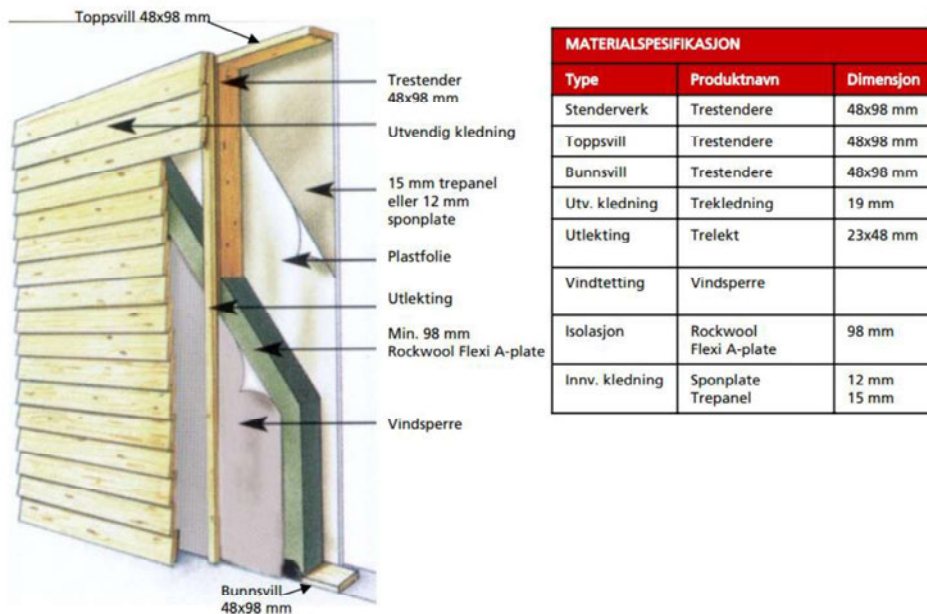 Toppsvill 48x98 mm
Trestender
48x98 mm
Utvendig kledning
15 mm trepanel
eller 12 mm
sponplate
Plastfolie
Utlekting
Min. 98 mm
Rockwool Flexi A-plate
Vindsperre
Bunnsvill
48x98 mm
MATERIALSPESIFIKASJON
Type Produktnavn Dimensjon
Stenderverk Trestendere 48x98 mm
Toppsvill Trestendere 48x98 mm
Bunnsvill Trestendere 48x98 mm
Utv. kledning Trekledning 19 mm
Utlekting Trelekt 23x48 mm
Vindtetting Vindsperre
Isolasjon Rockwool 98 mm
Flexi A-plate
Innv. kledning Sponplate 12 mm
Trepanel 15 mm